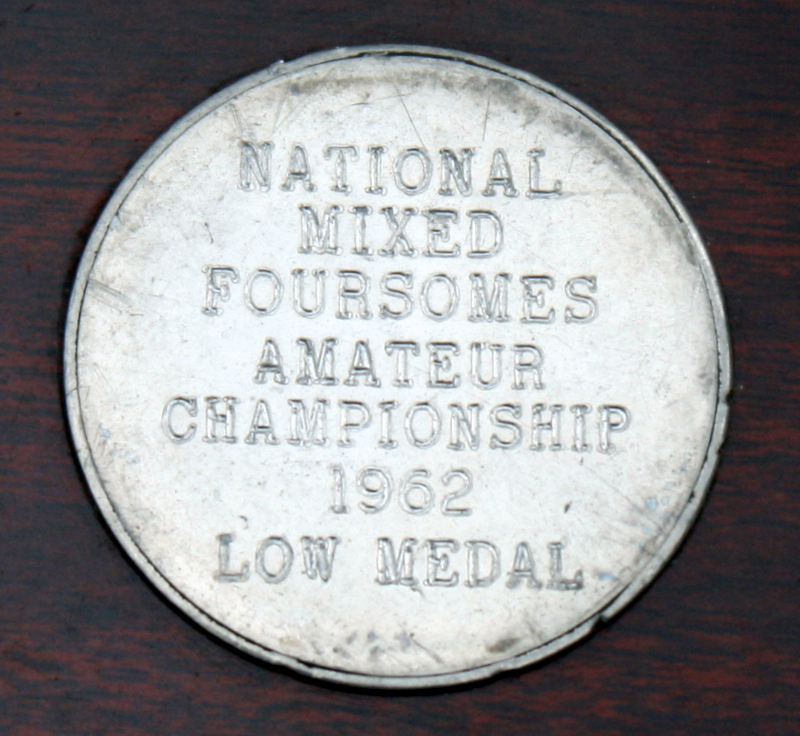 NATIONAL
MIXED
FOURSOMES
AMATEUR
CHAMPIONSHIP
1962
LOW MEDAL